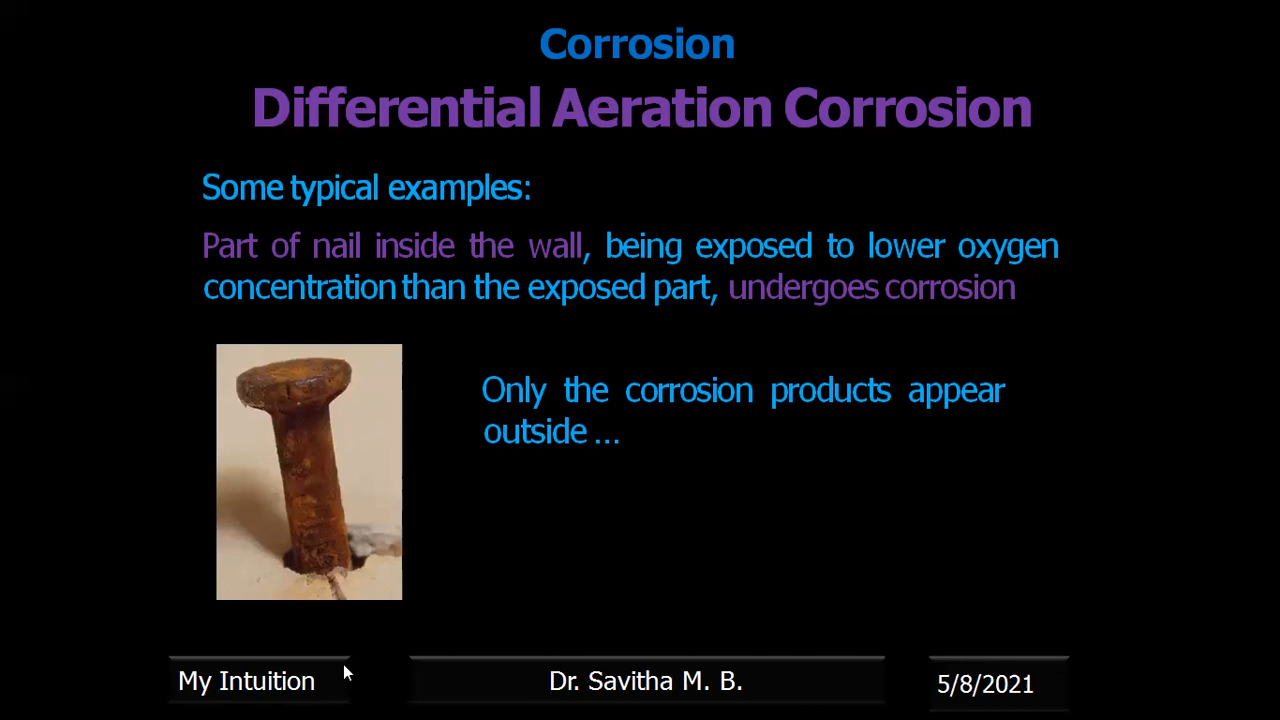 Corrosion
Differential Aeration Corrosion
Some typical examples:
Part of nail inside the wall, being exposed to lower oxygen
concentration than the exposed part, undergoes corrosion
Only the corrosion products appear
outside ...
My Intuition
Dr. Savitha M. B.
5/8/2021